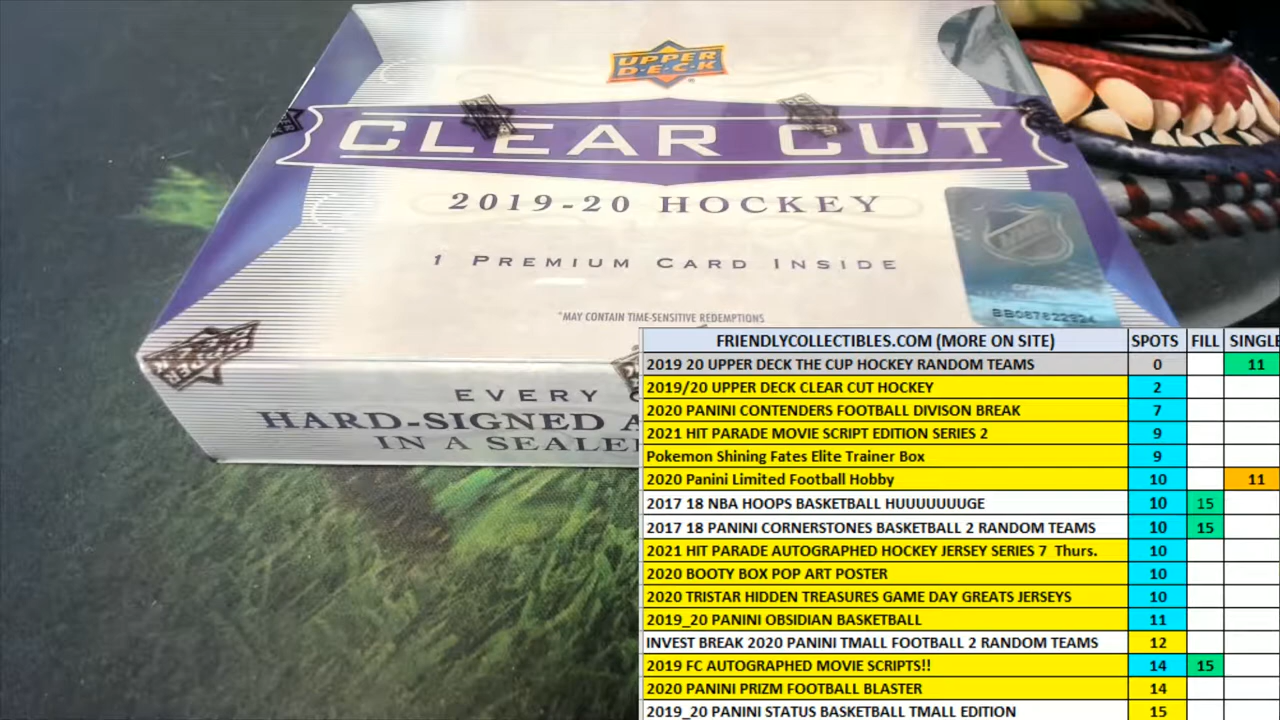 UPPER
D·E·C·K
CLEAR CUT
2019-20 HOCKEY
1 PREMIUM CARD INSIDE
*MAY CONTAIN TIME-SENSITIVE REDEMPTIONS
EVERY
HARD-SIGNED
IN A
FRIENDLYCOLLECTIBLES.COM (MORE ON SITE) SPOTS FILL SINGLE
2019 20 UPPER DECK THE CUP HOCKEY RANDOM TEAMS 0 11
2019/20 UPPER DECK CLEAR CUT HOCKEY 2
2020 PANINI CONTENDERS FOOTBALL DIVISON BREAK 7
2021 HIT PARADE MOVIE SCRIPT EDITION SERIES 2 9
Pokemon Shining Fates Elite Trainer Box 9
2020 Panini Limited Football Hobby 10 11
2017 18 NBA HOOPS BASKETBALL HUUUUUUUGE 10 15
2017 18 PANINI CORNERSTONES BASKETBALL 2 RANDOM TEAMS 10 15
2021 HIT PARADE AUTOGRAPHED HOCKEY JERSEY SERIES 7 Thurs. 10
2020 BOOTY BOX POP ART POSTER 10
2020 TRISTAR HIDDEN TREASURES GAME DAY GREATS JERSEYS 10
2019_20 PANINI OBSIDIAN BASKETBALL 11
INVEST BREAK 2020 PANINI TMALL FOOTBALL 2 RANDOM TEAMS 12
2019 FC AUTOGRAPHED MOVIE SCRIPTS!! 14 15
2020 PANINI PRIZM FOOTBALL BLASTER 14
2019_20 PANINI STATUS BASKETBALL TMALL EDITION 15